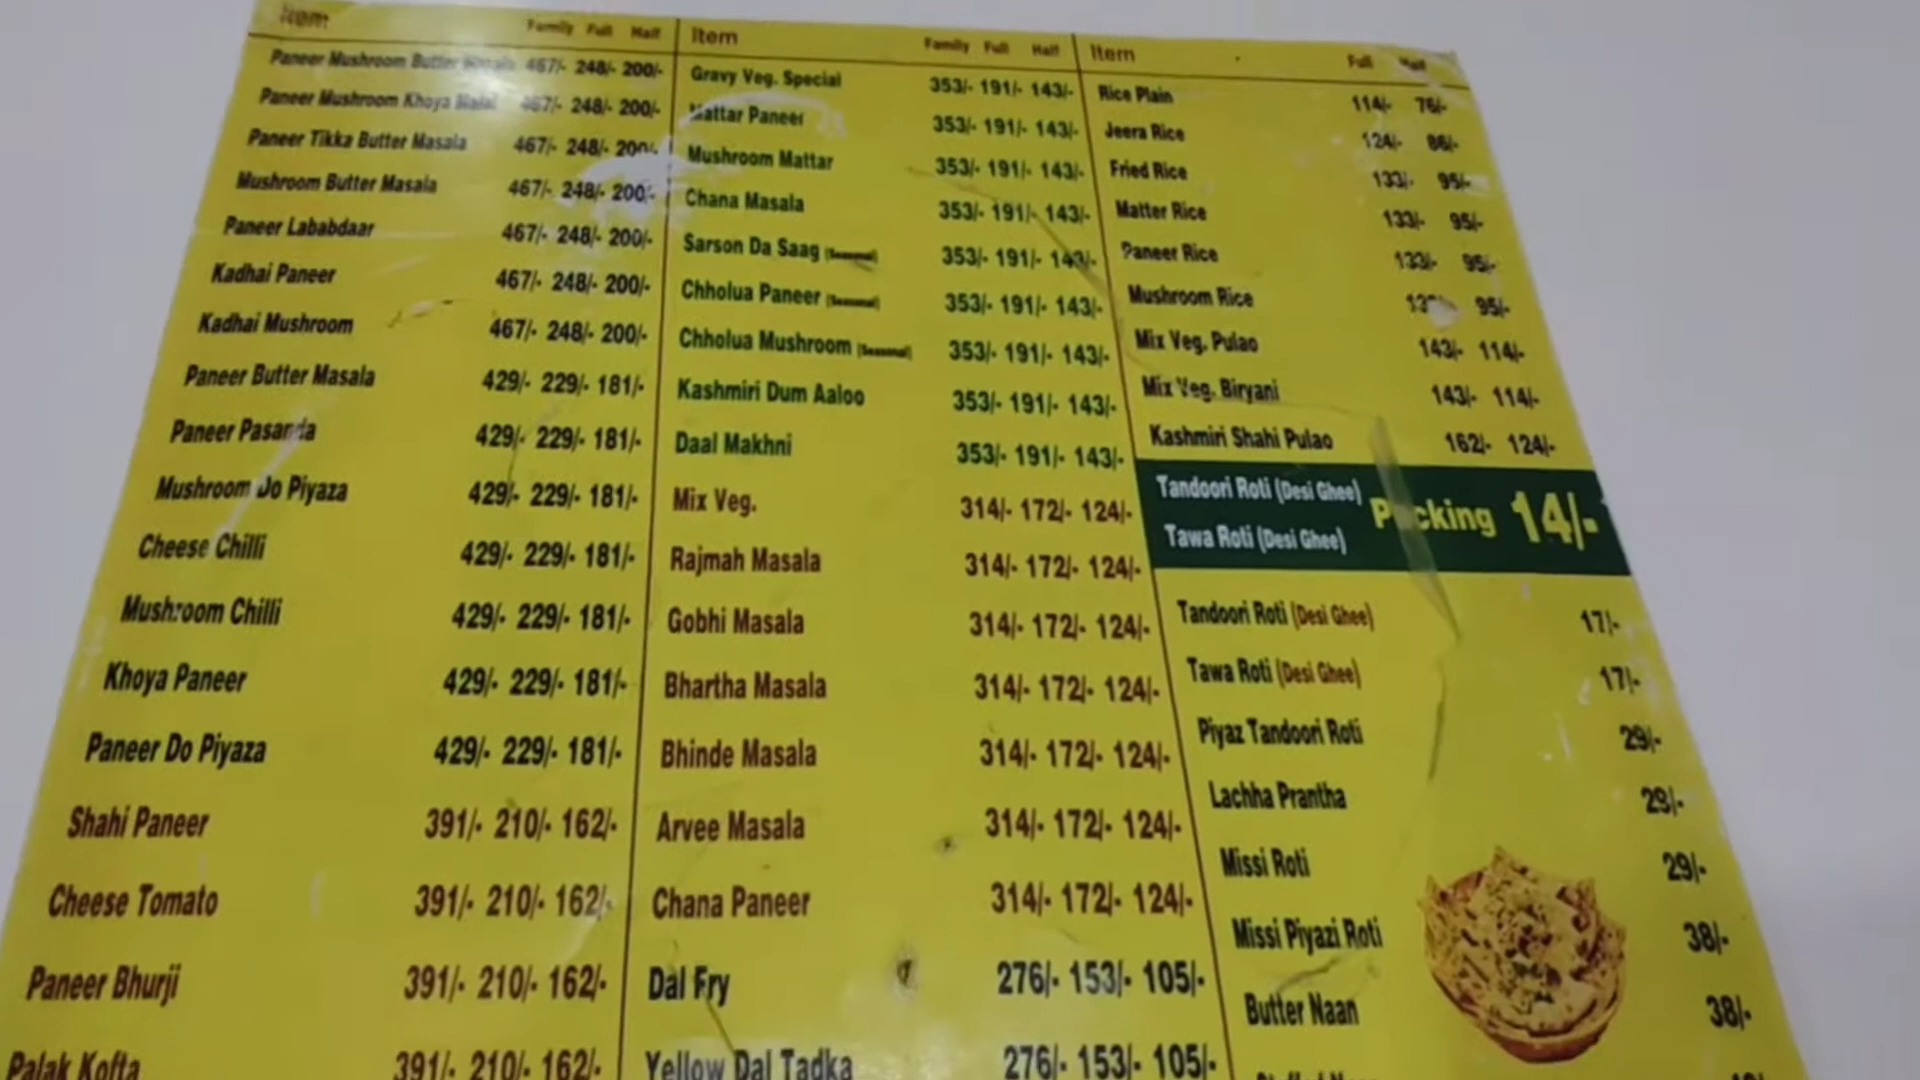 Item Family Full Half
Paneer Mushroom Butter Masala 467/- 248/- 200/-
Paneer Mushroom Khoya 467/- 248/- 200/-
Paneer Tikka Butter Masala 467/- 248/- 200/-
Mushroom Butter Masala 467/- 248/- 200/-
Paneer Lababdaar 467/- 248/- 200/-
Kadhai Paneer 467/- 248/- 200/-
Kadhai Mushroom 467/- 248/- 200/-
Paneer Butter Masala 429/- 229/- 181/-
Paneer Pasanda 429/- 229/- 181/-
Mushroom Do Piyaza 429/- 229/- 181/-
Cheese Chilli 429/- 229/- 181/-
Mushroom Chilli 429/- 229/- 181/-
Khoya Paneer 429/- 229/- 181/-
Paneer Do Piyaza 429/- 229/- 181/-
Shahi Paneer 391/- 210/- 162/-
Cheese Tomato 391/- 210/- 162/-
Paneer Bhurji 391/- 210/- 162/-
Palak Kofta 391/- 210/- 162/-
Item Family Full Half
Gravy Veg. Special 353/- 191/- 143/-
Mattar Paneer 353/- 191/- 143/-
Mushroom Mattar 353/- 191/- 143/-
Chana Masala 353/- 191/- 143/-
Sarson Da Saag (Seasonal) 353/- 191/- 143/-
Chholua Paneer (Seasonal) 353/- 191/- 143/-
Chholua Mushroom (Seasonal) 353/- 191/- 143/-
Kashmiri Dum Aaloo 353/- 191/- 143/-
Daal Makhni 353/- 191/- 143/-
Mix Veg. 314/- 172/- 124/-
Rajmah Masala 314/- 172/- 124/-
Gobhi Masala 314/- 172/- 124/-
Bhartha Masala 314/- 172/- 124/-
Bhinde Masala 314/- 172/- 124/-
Arvee Masala 314/- 172/- 124/-
Chana Paneer 314/- 172/- 124/-
Dal Fry 276/- 153/- 105/-
Yellow Dal Tadka 276/- 153/- 105/-
Item Full Half
Rice Plain 114/- 76/-
Jeera Rice 124/- 86/-
Fried Rice 133/- 95/-
Matter Rice 133/- 95/-
Paneer Rice 133/- 95/-
Mushroom Rice 95/-
Mix Veg. Pulao 143/- 114/-
Mix Veg. Biryani 143/- 114/-
Kashmiri Shahi Pulao 162/- 124/-
Tandoori Roti (Desi Ghee)
Tawa Roti (Desi Ghee)
Packing 14/-
Tandoori Roti (Desi Ghee) 17/-
Tawa Roti (Desi Ghee) 17/-
Piyaz Tandoori Roti 29/-
Lachha Prantha 29/-
Missi Roti 29/-
Missi Piyazi Roti 38/-
Butter Naan 38/-